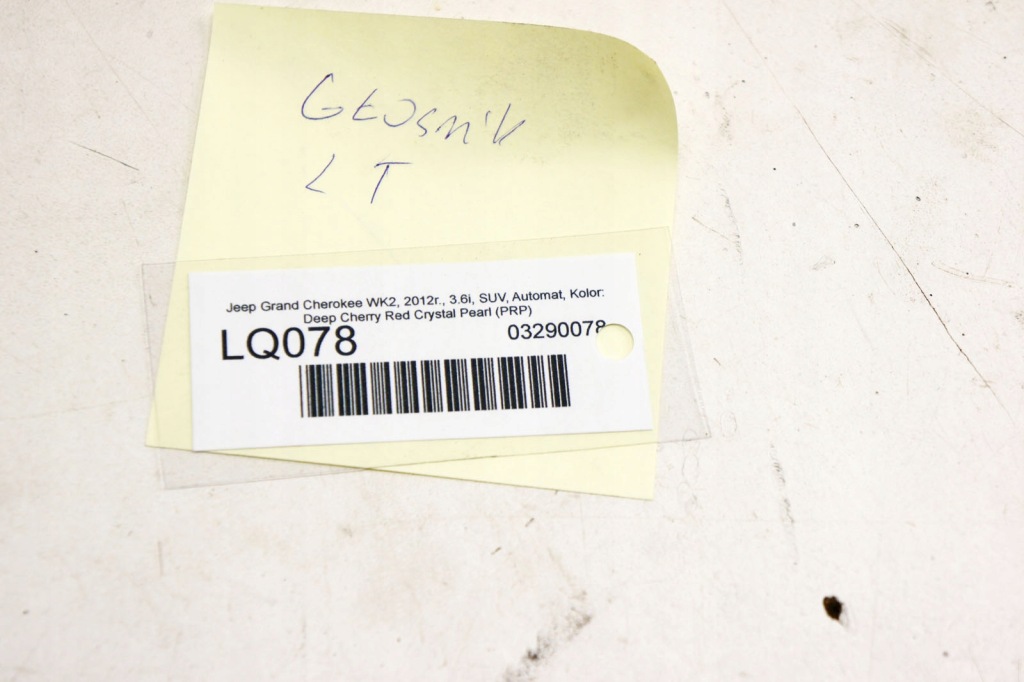 Głośnik
LT
Jeep Grand Cherokee WK2, 2012r., 3.6i, SUV, Automat, Kolor:
Deep Cherry Red Crystal Pearl (PRP)
LQ078 03290078